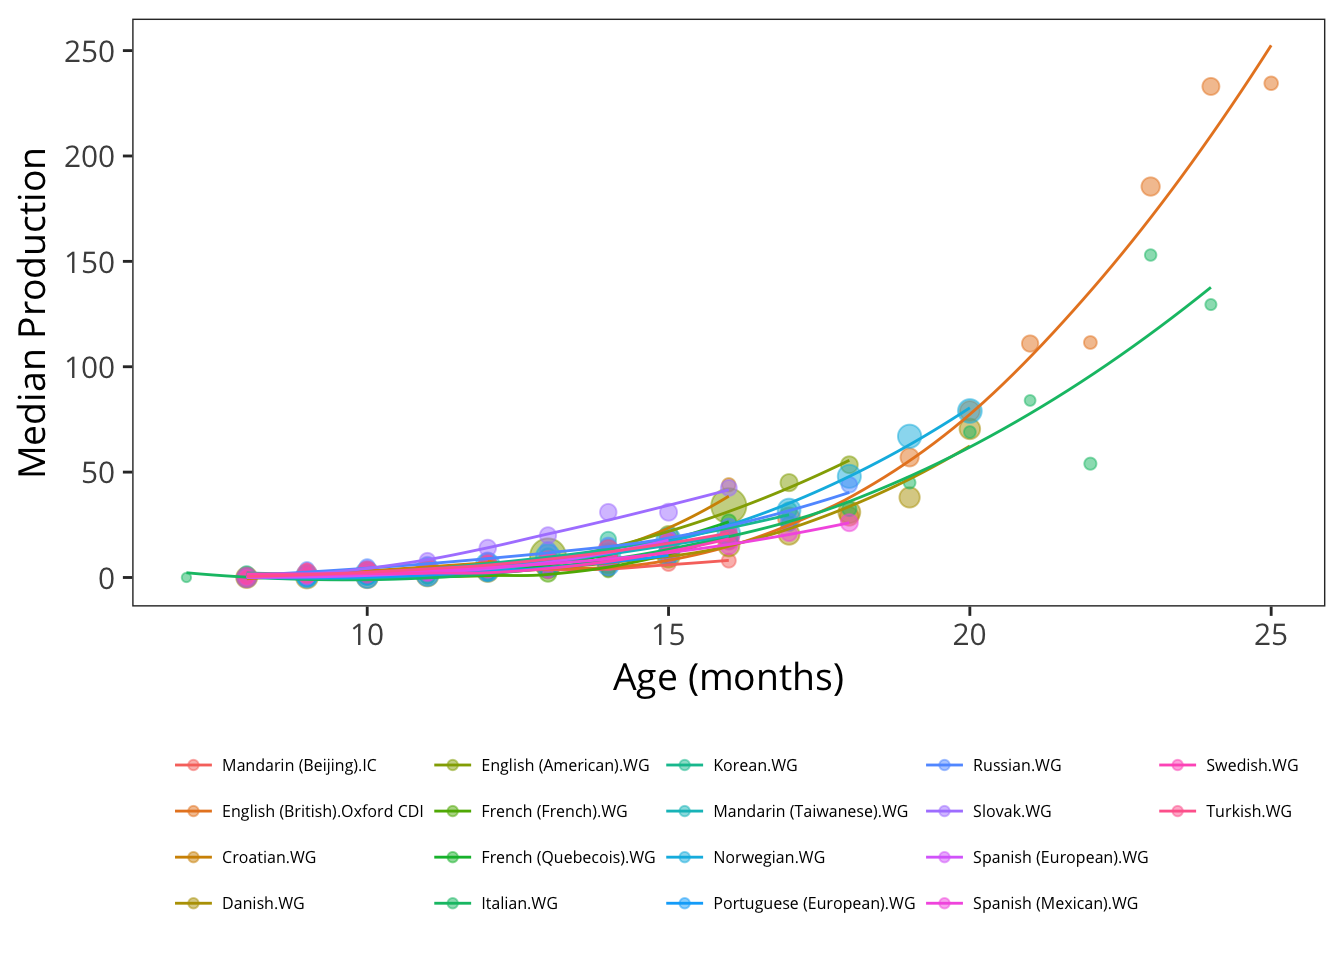 250
200
150
100
50
0
Median Production
10 15 20 25
Age (months)
Mandarin (Beijing).IC English (American).WG Korean.WG Russian.WG Swedish.WG
English (British).Oxford CDI French (French).WG Mandarin (Taiwanese).WG Slovak.WG Turkish.WG
Croatian.WG French (Quebecois).WG Norwegian.WG Spanish (European).WG
Danish.WG Italian.WG Portuguese (European).WG Spanish (Mexican).WG